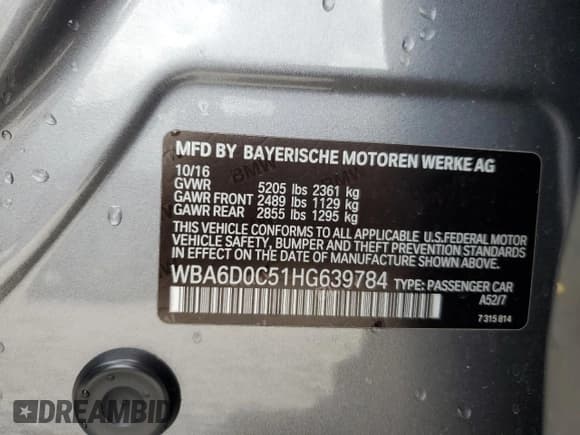 MFD BY BAYERISCHE MOTOREN WERKE AG
10/16
GVWR 5205 lbs 2361 kg
GAWR FRONT 2489 lbs 1129 kg
GAWR REAR 2855 lbs 1295 kg
THIS VEHICLE CONFORMS TO ALL APPLICABLE U.S.FEDERAL MOTOR
VEHICLE SAFETY, BUMPER AND THEFT PREVENTION STANDARDS
IN EFFECT ON THE DATE OF MANUFACTURE SHOWN ABOVE.
WBA6D0C51HG639784 TYPE: PASSENGER CAR
A52/7
7315814
DREAMBID